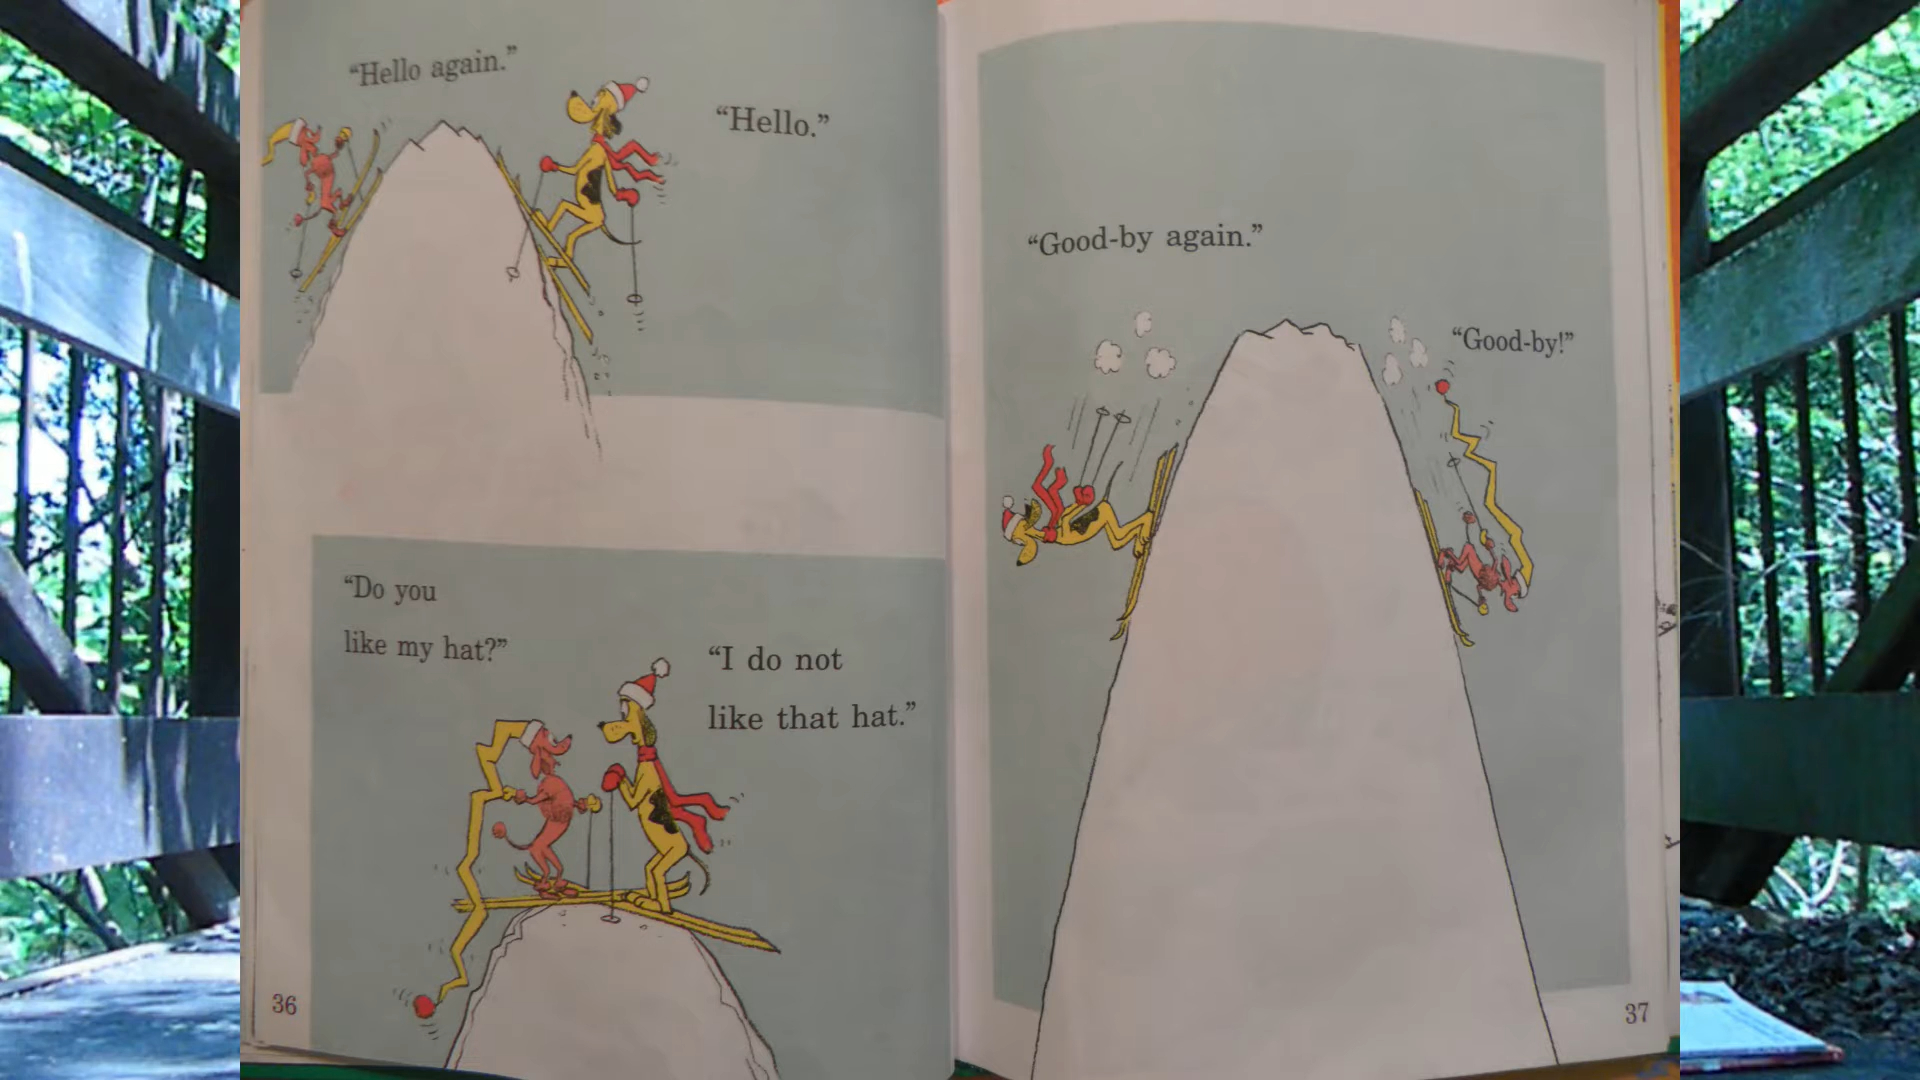 “Hello again.”
“Hello.”
“Do you
like my hat?”
“I do not
like that hat.”
36
“Good-by again.”
“Good-by!”
37